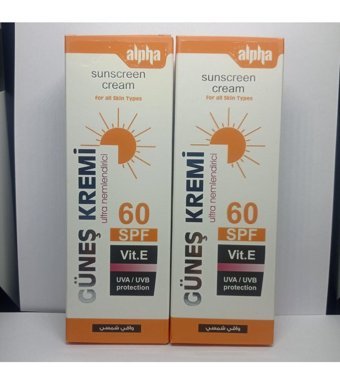 alpha
sunscreen
cream
For all Skin Types
GÜNEŞ KREMİ
ultra nemlendirici
60
SPF
Vit.E
UVA / UVB
protection
واقي شمسي
alpha
sunscreen
cream
For all Skin Types
GÜNEŞ KREMİ
ultra nemlendirici
60
SPF
Vit.E
UVA / UVB
protection
واقي شمسي